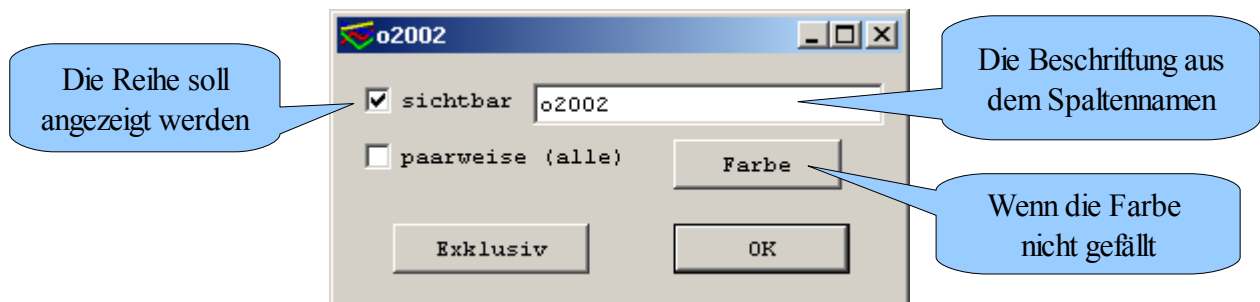 o2002
Die Reihe soll
angezeigt werden
sichtbar
o2002
Die Beschriftung aus
dem Spaltennamen
paarweise (alle)
Farbe
Wenn die Farbe
nicht gefällt
Exklusiv
OK